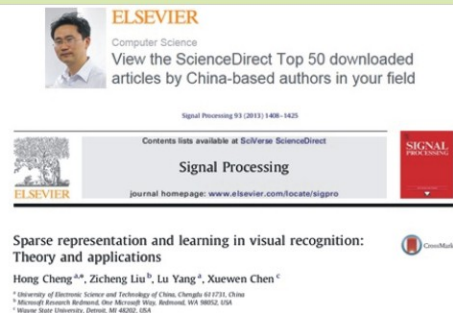 ELSEVIER
Computer Science
View the ScienceDirect Top 50 downloaded
articles by China-based authors in your field
Signal Processing 93 (2013) 1408–1425
Contents lists available at SciVerse ScienceDirect
Signal Processing
journal homepage: www.elsevier.com/locate/sigpro
ELSEVIER
SIGNAL
PROCESSING
Sparse representation and learning in visual recognition:
Theory and applications
CrossMark
Hong Cheng a,*, Zicheng Liu b, Lu Yang a, Xuewen Chen c
a University of Electronic Science and Technology of China, Chengdu 611731, China
b Microsoft Research Redmond, One Microsoft Way, Redmond, WA 98052, USA
c Wayne State University, Detroit, MI 48202, USA